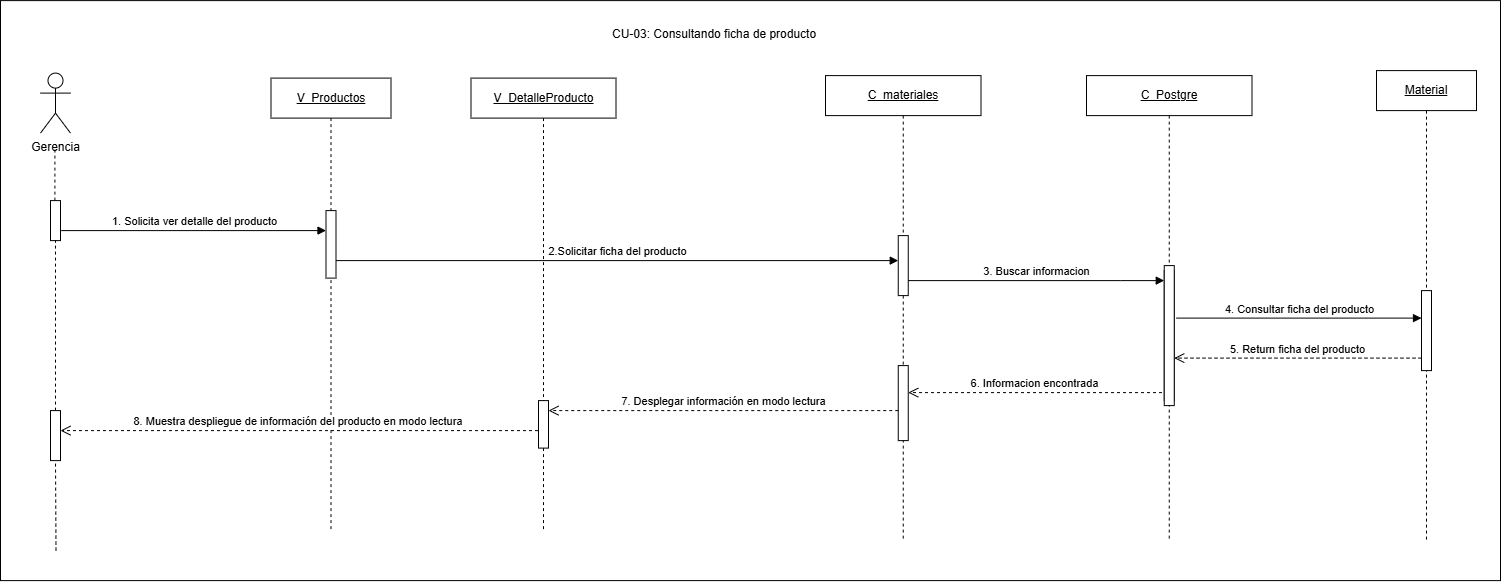 CU-03: Consultando ficha de producto
Gerencia
V_Productos
V_DetalleProducto
C_materiales
C_Postgre
Material
1. Solicita ver detalle del producto
2.Solicitar ficha del producto
3. Buscar informacion
4. Consultar ficha del producto
5. Return ficha del producto
6. Informacion encontrada
7. Desplegar información en modo lectura
8. Muestra despliegue de información del producto en modo lectura